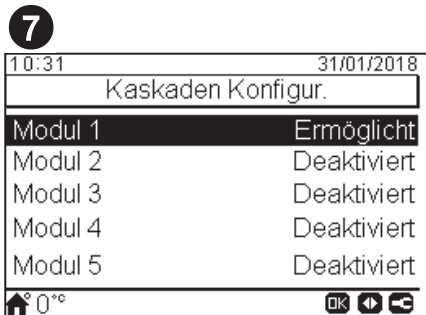 7
10:31 31/01/2018
Kaskaden Konfigur.
Modul 1 Ermöglicht
Modul 2 Deaktiviert
Modul 3 Deaktiviert
Modul 4 Deaktiviert
Modul 5 Deaktiviert
0°c OK